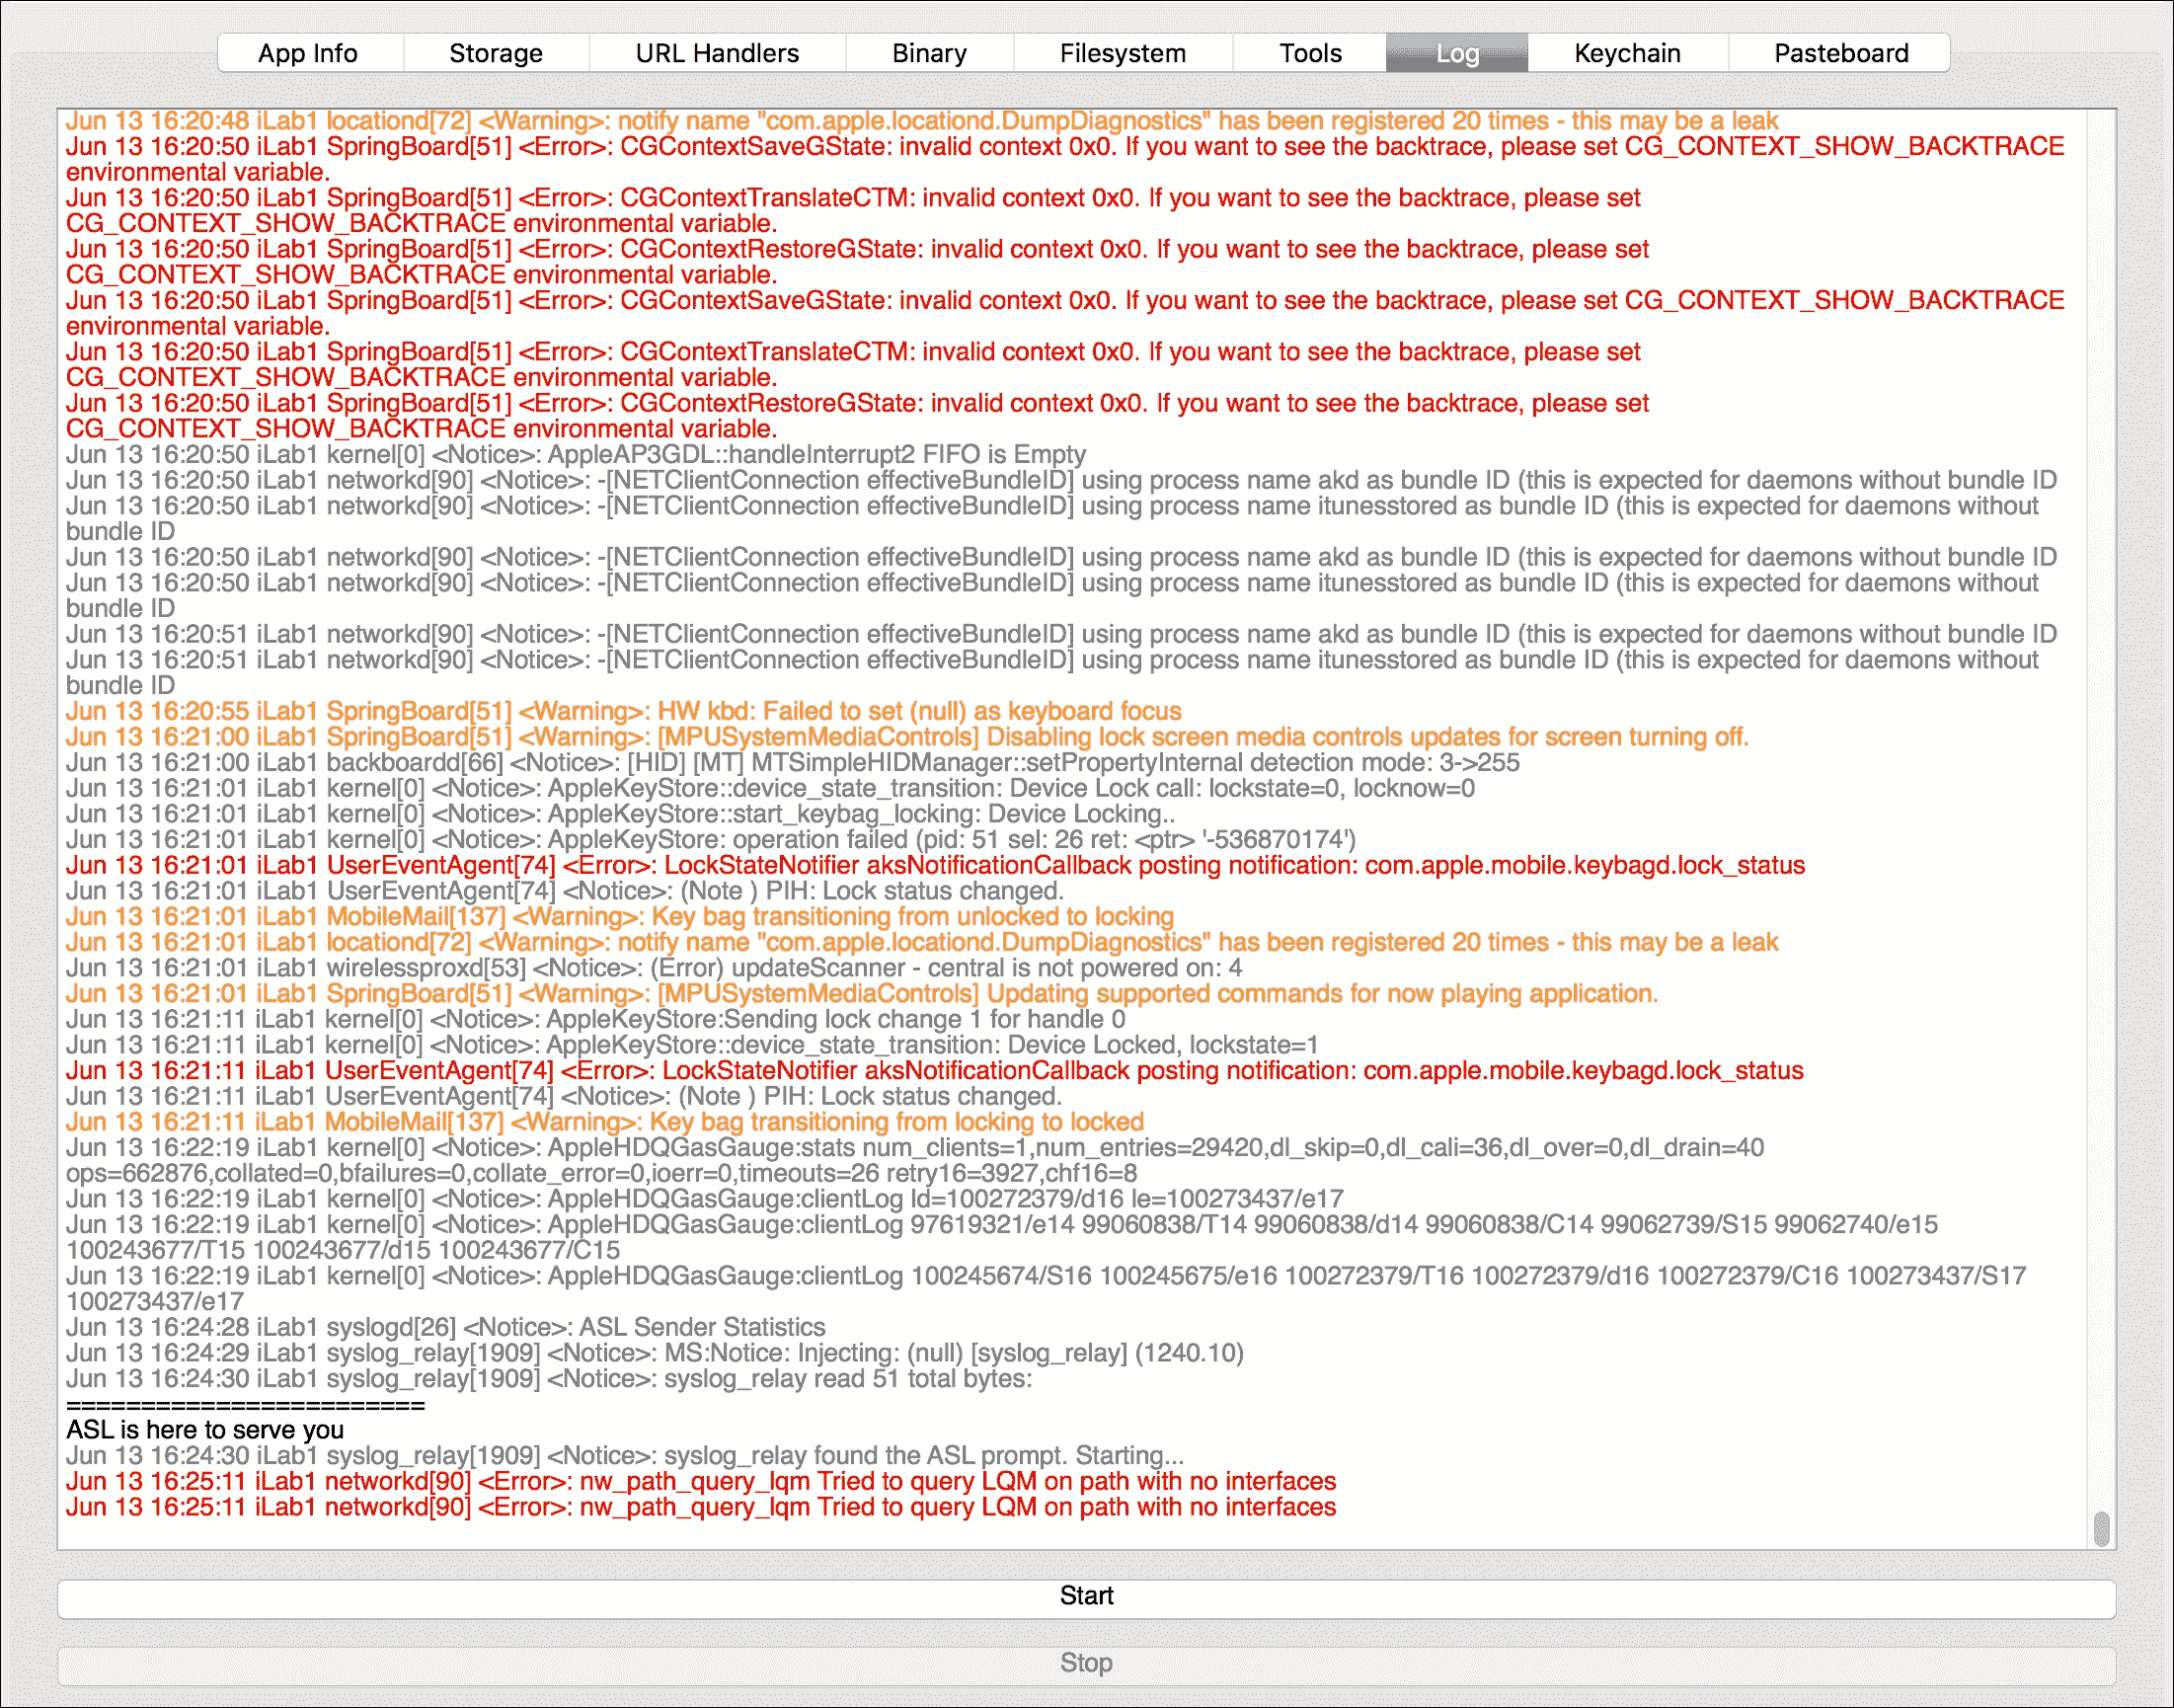 App Info Storage URL Handlers Binary Filesystem Tools Log Keychain Pasteboard
Jun 13 16:20:48 iLab1 locationd[72] <Warning>: notify name "com.apple.locationd.DumpDiagnostics" has been registered 20 times - this may be a leak
Jun 13 16:20:50 iLab1 SpringBoard[51] <Error>: CGContextSaveGState: invalid context 0x0. If you want to see the backtrace, please set CG_CONTEXT_SHOW_BACKTRACE
environmental variable.
Jun 13 16:20:50 iLab1 SpringBoard[51] <Error>: CGContextTranslateCTM: invalid context 0x0. If you want to see the backtrace, please set
CG_CONTEXT_SHOW_BACKTRACE environmental variable.
Jun 13 16:20:50 iLab1 SpringBoard[51] <Error>: CGContextRestoreGState: invalid context 0x0. If you want to see the backtrace, please set
CG_CONTEXT_SHOW_BACKTRACE environmental variable.
Jun 13 16:20:50 iLab1 SpringBoard[51] <Error>: CGContextSaveGState: invalid context 0x0. If you want to see the backtrace, please set CG_CONTEXT_SHOW_BACKTRACE
environmental variable.
Jun 13 16:20:50 iLab1 SpringBoard[51] <Error>: CGContextTranslateCTM: invalid context 0x0. If you want to see the backtrace, please set
CG_CONTEXT_SHOW_BACKTRACE environmental variable.
Jun 13 16:20:50 iLab1 SpringBoard[51] <Error>: CGContextRestoreGState: invalid context 0x0. If you want to see the backtrace, please set
CG_CONTEXT_SHOW_BACKTRACE environmental variable.
Jun 13 16:20:50 iLab1 kernel[0] <Notice>: AppleAP3GDL::handleInterrupt2 FIFO is Empty
Jun 13 16:20:50 iLab1 networkd[90] <Notice>: -[NETClientConnection effectiveBundleID] using process name akd as bundle ID (this is expected for daemons without bundle ID
Jun 13 16:20:50 iLab1 networkd[90] <Notice>: -[NETClientConnection effectiveBundleID] using process name itunesstored as bundle ID (this is expected for daemons without
bundle ID
Jun 13 16:20:50 iLab1 networkd[90] <Notice>: -[NETClientConnection effectiveBundleID] using process name akd as bundle ID (this is expected for daemons without bundle ID
Jun 13 16:20:50 iLab1 networkd[90] <Notice>: -[NETClientConnection effectiveBundleID] using process name itunesstored as bundle ID (this is expected for daemons without
bundle ID
Jun 13 16:20:51 iLab1 networkd[90] <Notice>: -[NETClientConnection effectiveBundleID] using process name akd as bundle ID (this is expected for daemons without bundle ID
Jun 13 16:20:51 iLab1 networkd[90] <Notice>: -[NETClientConnection effectiveBundleID] using process name itunesstored as bundle ID (this is expected for daemons without
bundle ID
Jun 13 16:20:55 iLab1 SpringBoard[51] <Warning>: HW kbd: Failed to set (null) as keyboard focus
Jun 13 16:21:00 iLab1 SpringBoard[51] <Warning>: [MPUSystemMediaControls] Disabling lock screen media controls updates for screen turning off.
Jun 13 16:21:00 iLab1 backboardd[66] <Notice>: [HID] [MT] MTSimpleHIDManager::setPropertyInternal detection mode: 3->255
Jun 13 16:21:01 iLab1 kernel[0] <Notice>: AppleKeyStore::device_state_transition: Device Lock call: lockstate=0, locknow=0
Jun 13 16:21:01 iLab1 kernel[0] <Notice>: AppleKeyStore::start_keybag_locking: Device Locking..
Jun 13 16:21:01 iLab1 kernel[0] <Notice>: AppleKeyStore: operation failed (pid: 51 sel: 26 ret: <ptr> '-536870174')
Jun 13 16:21:01 iLab1 UserEventAgent[74] <Error>: LockStateNotifier aksNotificationCallback posting notification: com.apple.mobile.keybagd.lock_status
Jun 13 16:21:01 iLab1 UserEventAgent[74] <Notice>: (Note ) PIH: Lock status changed.
Jun 13 16:21:01 iLab1 MobileMail[137] <Warning>: Key bag transitioning from unlocked to locking
Jun 13 16:21:01 iLab1 locationd[72] <Warning>: notify name "com.apple.locationd.DumpDiagnostics" has been registered 20 times - this may be a leak
Jun 13 16:21:01 iLab1 wirelessproxd[53] <Notice>: (Error) updateScanner - central is not powered on: 4
Jun 13 16:21:01 iLab1 SpringBoard[51] <Warning>: [MPUSystemMediaControls] Updating supported commands for now playing application.
Jun 13 16:21:11 iLab1 kernel[0] <Notice>: AppleKeyStore:Sending lock change 1 for handle 0
Jun 13 16:21:11 iLab1 kernel[0] <Notice>: AppleKeyStore::device_state_transition: Device Locked, lockstate=1
Jun 13 16:21:11 iLab1 UserEventAgent[74] <Error>: LockStateNotifier aksNotificationCallback posting notification: com.apple.mobile.keybagd.lock_status
Jun 13 16:21:11 iLab1 UserEventAgent[74] <Notice>: (Note ) PIH: Lock status changed.
Jun 13 16:21:11 iLab1 MobileMail[137] <Warning>: Key bag transitioning from locking to locked
Jun 13 16:22:19 iLab1 kernel[0] <Notice>: AppleHDQGasGauge:stats num_clients=1,num_entries=29420,dl_skip=0,dl_cali=36,dl_over=0,dl_drain=40
ops=662876,collated=0,bfailures=0,collate_error=0,ioerr=0,timeouts=26 retry16=3927,chf16=8
Jun 13 16:22:19 iLab1 kernel[0] <Notice>: AppleHDQGasGauge:clientLog ld=100272379/d16 le=100273437/e17
Jun 13 16:22:19 iLab1 kernel[0] <Notice>: AppleHDQGasGauge:clientLog 97619321/e14 99060838/T14 99060838/d14 99060838/C14 99062739/S15 99062740/e15
100243677/T15 100243677/d15 100243677/C15
Jun 13 16:22:19 iLab1 kernel[0] <Notice>: AppleHDQGasGauge:clientLog 100245674/S16 100245675/e16 100272379/T16 100272379/d16 100272379/C16 100273437/S17
100273437/e17
Jun 13 16:24:28 iLab1 syslogd[26] <Notice>: ASL Sender Statistics
Jun 13 16:24:29 iLab1 syslog_relay[1909] <Notice>: MS:Notice: Injecting: (null) [syslog_relay] (1240.10)
Jun 13 16:24:30 iLab1 syslog_relay[1909] <Notice>: syslog_relay read 51 total bytes:
========================
ASL is here to serve you
Jun 13 16:24:30 iLab1 syslog_relay[1909] <Notice>: syslog_relay found the ASL prompt. Starting...
Jun 13 16:25:11 iLab1 networkd[90] <Error>: nw_path_query_lqm Tried to query LQM on path with no interfaces
Jun 13 16:25:11 iLab1 networkd[90] <Error>: nw_path_query_lqm Tried to query LQM on path with no interfaces
Start
Stop